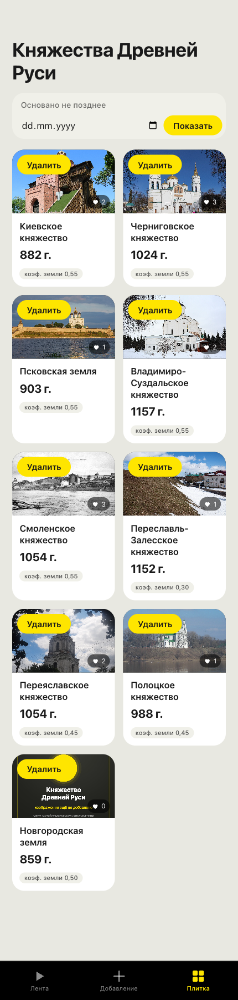 Княжества Древней
Руси
Основано не позднее
dd.mm.yyyy
Показать
Удалить
2
Киевское
княжество
882 г.
коэф. земли 0,55
Удалить
3
Черниговское
княжество
1024 г.
коэф. земли 0,55
Удалить
1
Псковская земля
903 г.
коэф. земли 0,55
Удалить
2
Владимиро-
Суздальское
княжество
1157 г.
коэф. земли 0,55
Удалить
3
Смоленское
княжество
1054 г.
коэф. земли 0,55
Удалить
1
Переславль-
Залесское
княжество
1152 г.
коэф. земли 0,30
Удалить
2
Переяславское
княжество
1054 г.
коэф. земли 0,45
Удалить
1
Полоцкое
княжество
988 г.
коэф. земли 0,45
Удалить
Княжество
Древней Руси
изображение ещё не добавлено
0
Карточка отображается с медиа по умолчанию
Новгородская
земля
859 г.
коэф. земли 0,50
Лента
Добавление
Плитка